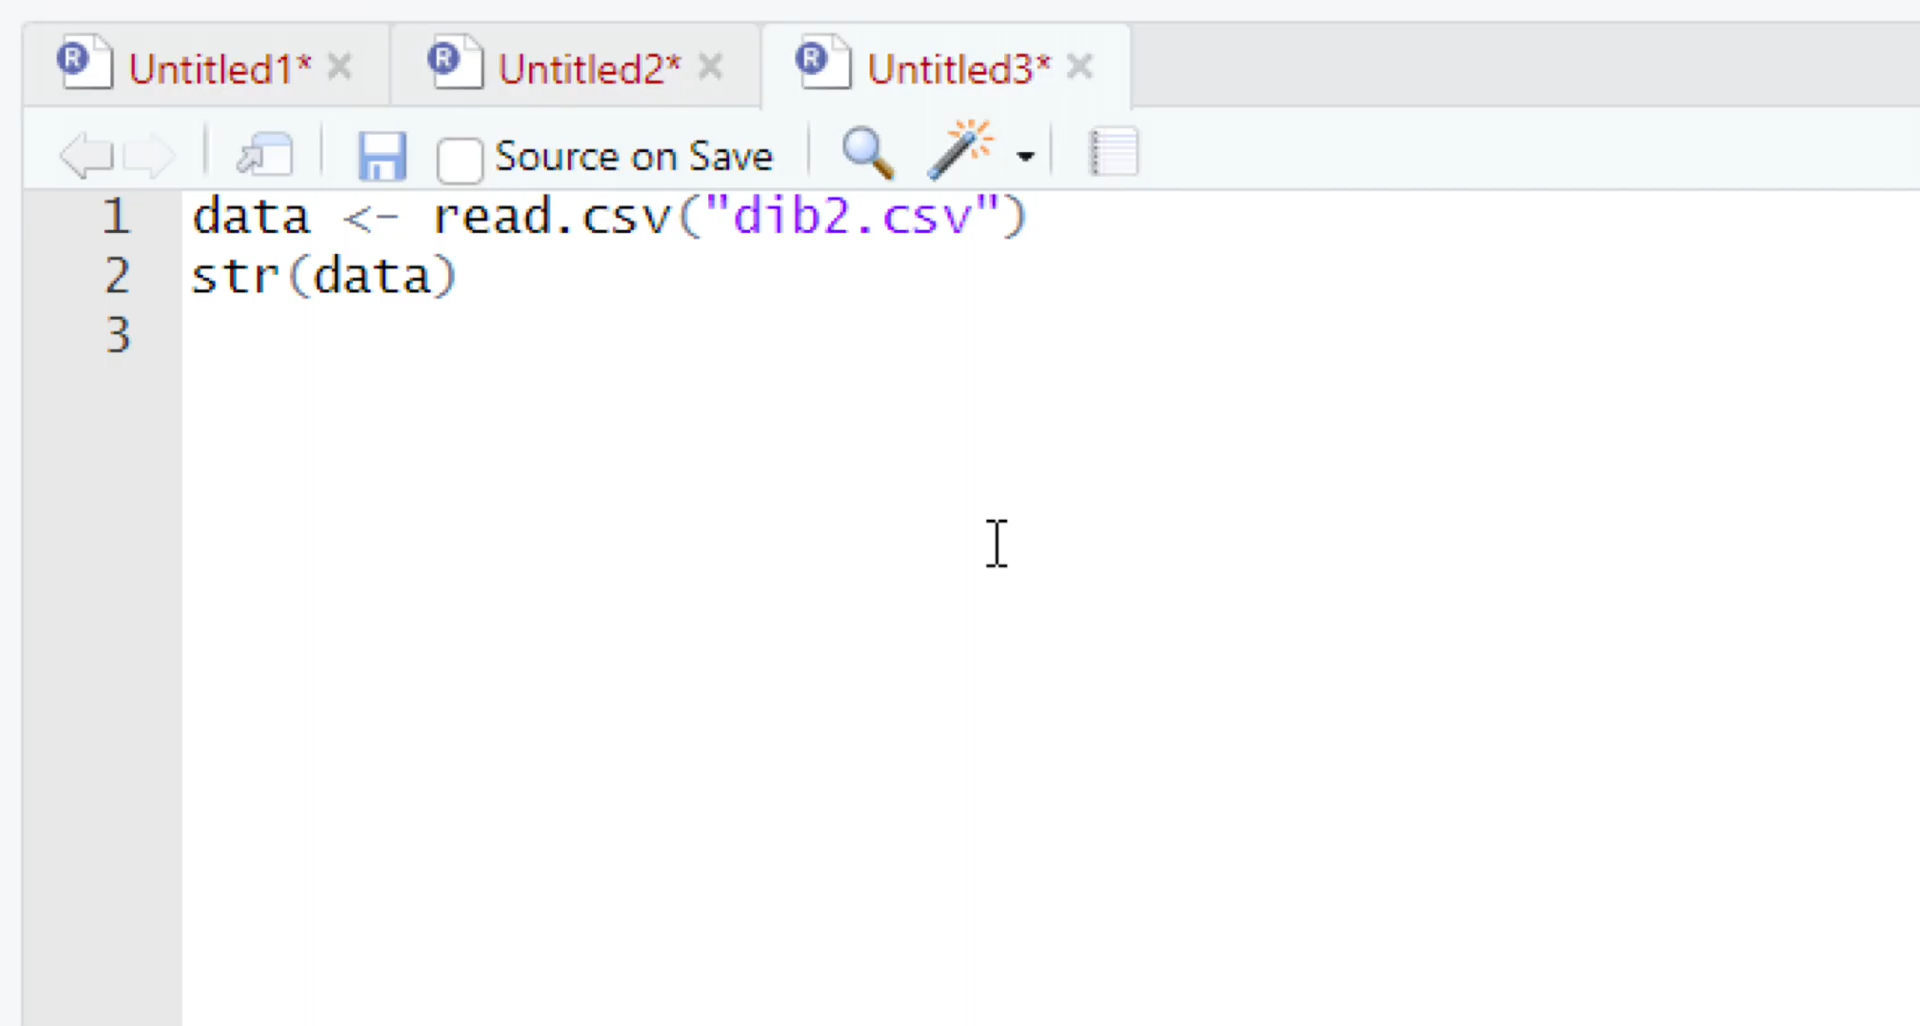 Untitled1* Untitled2* Untitled3*
Source on Save
1 data <- read.csv("dib2.csv")
2 str(data)
3